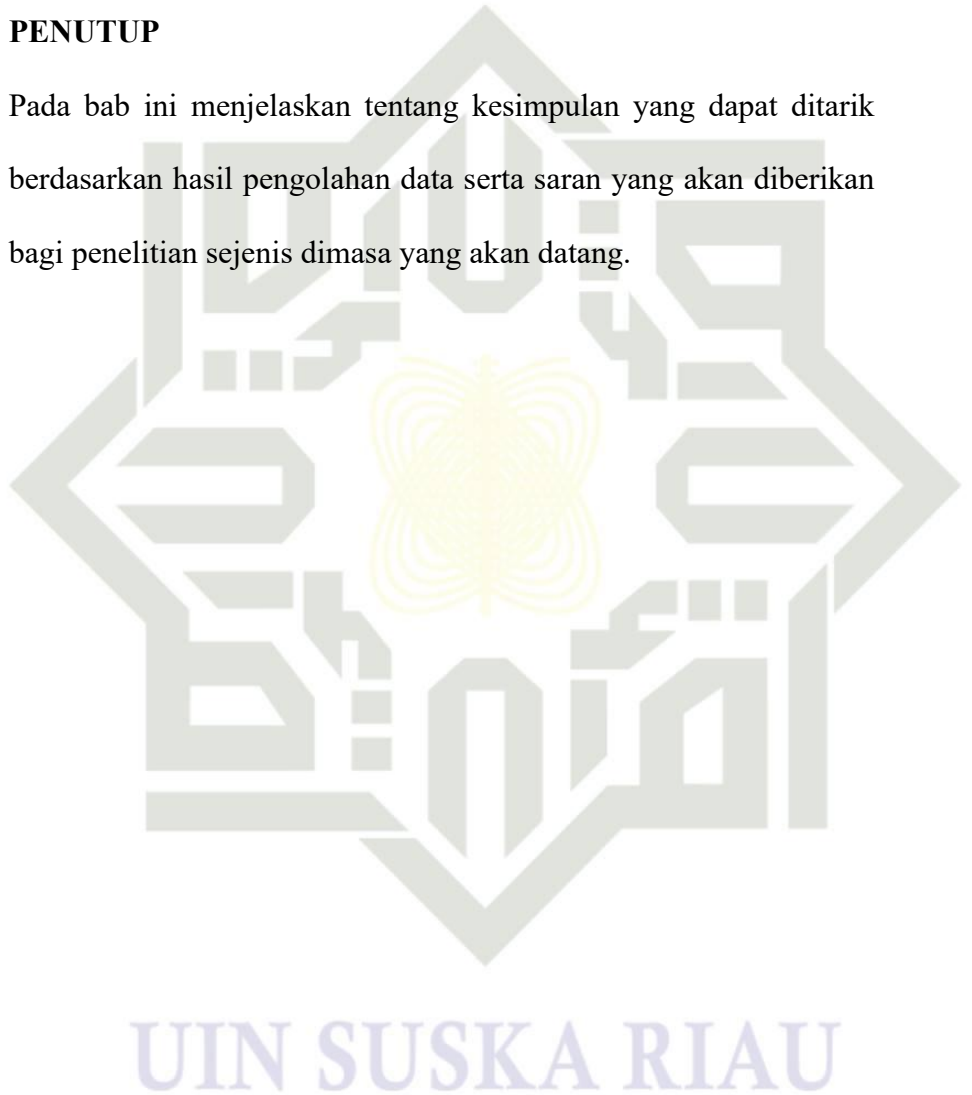 PENUTUP
Pada bab ini menjelaskan tentang kesimpulan yang dapat ditarik
berdasarkan hasil pengolahan data serta saran yang akan diberikan
bagi penelitian sejenis dimasa yang akan datang.
UIN SUSKA RIAU